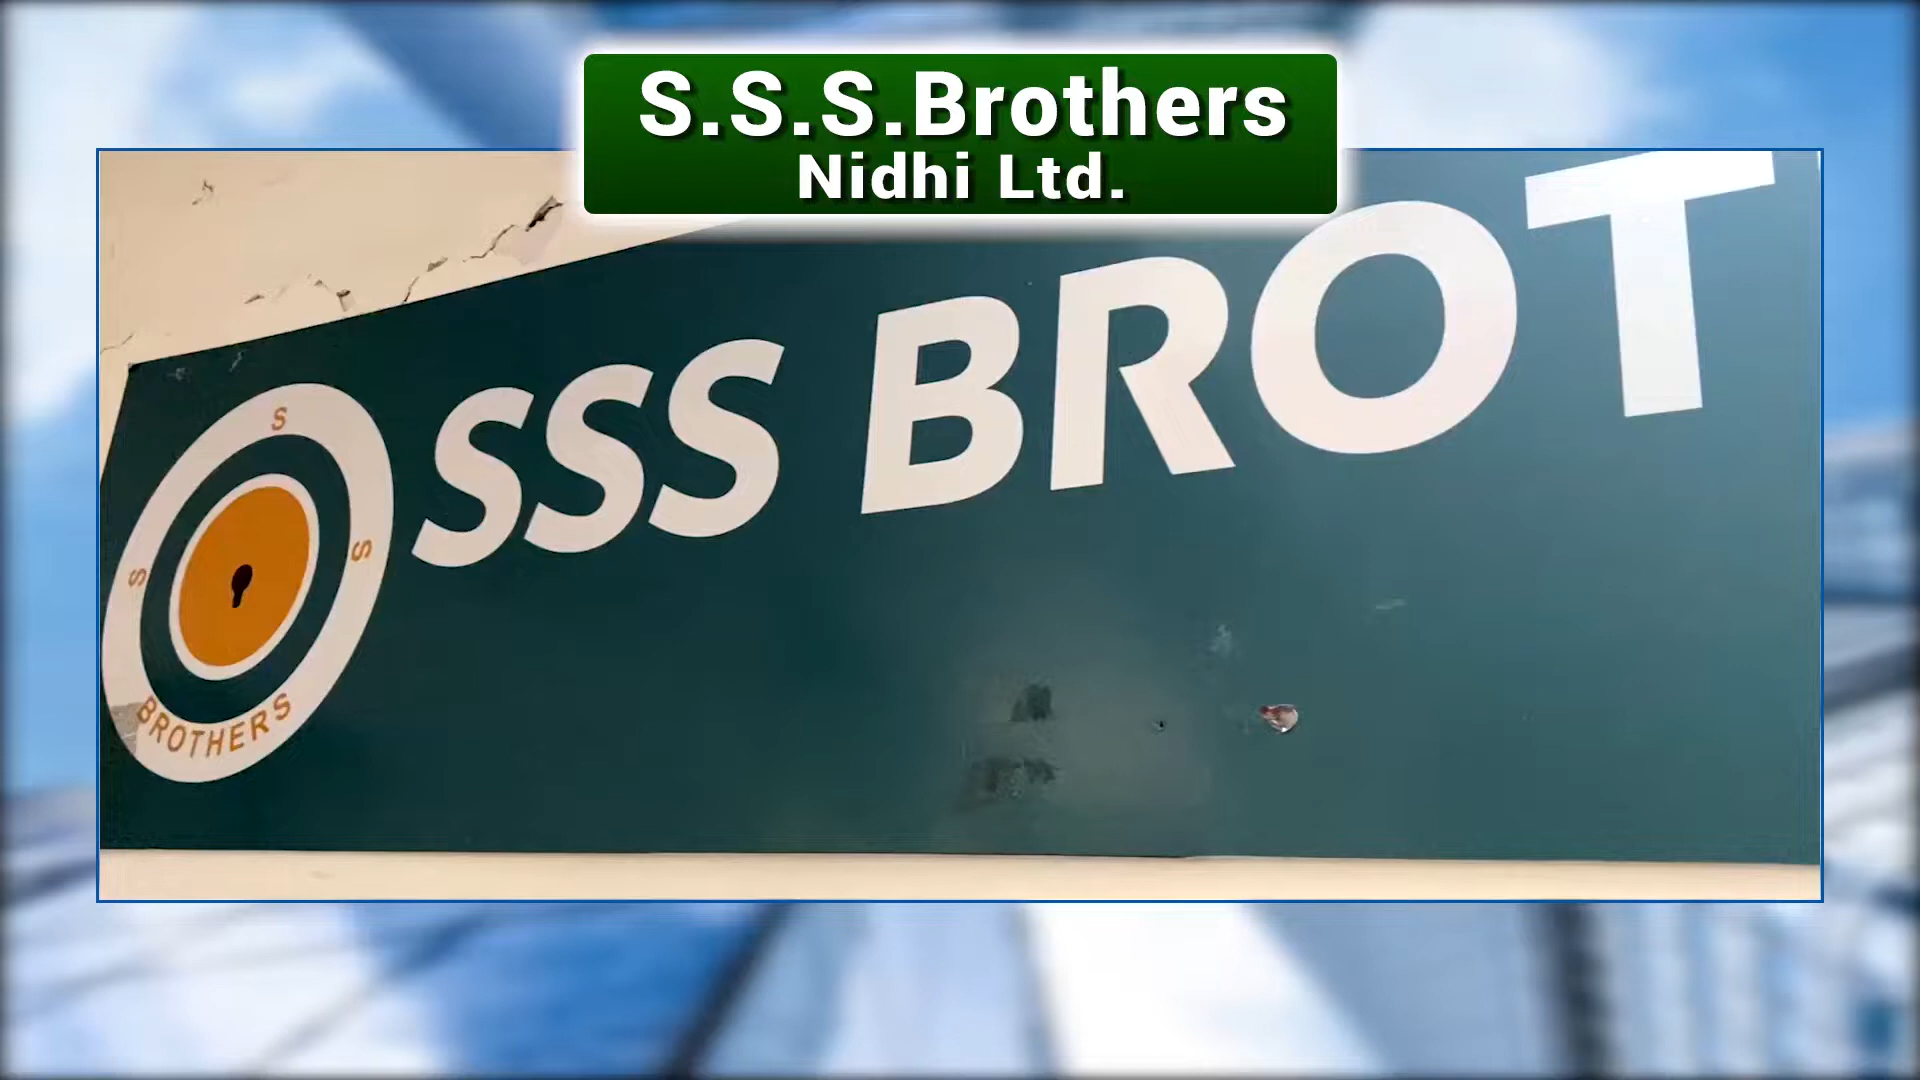 S.S.S.Brothers
Nidhi Ltd.
SSS BROT
S
S
S
BROTHERS